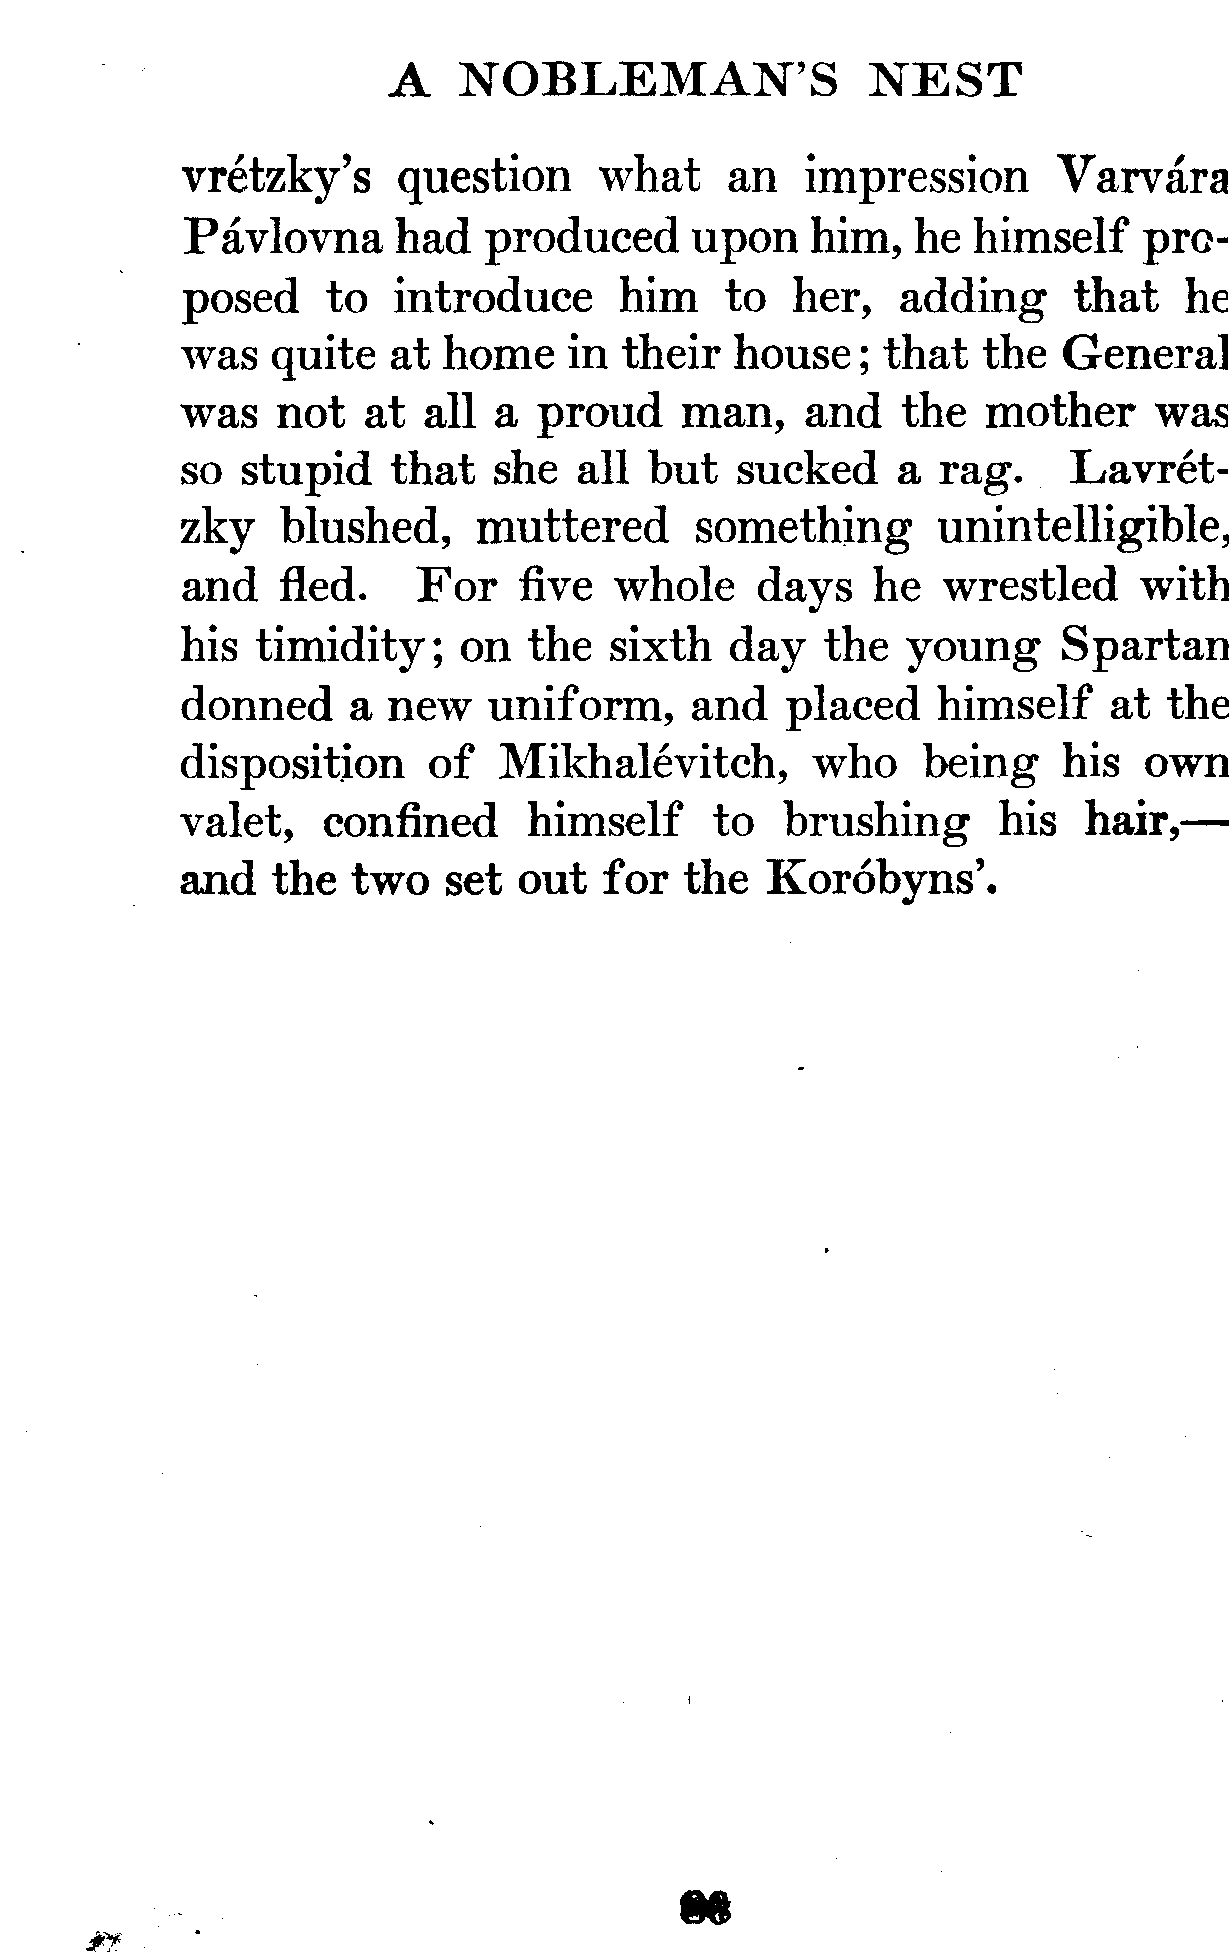 A NOBLEMAN'S NEST
vrétzky's question what an impression Varvára
Pávlovna had produced upon him, he himself pro-
posed to introduce him to her, adding that he
was quite at home in their house; that the General
was not at all a proud man, and the mother was
so stupid that she all but sucked a rag. Lavrét-
zky blushed, muttered something unintelligible,
and fled. For five whole days he wrestled with
his timidity; on the sixth day the young Spartan
donned a new uniform, and placed himself at the
disposition of Mikhalévitch, who being his own
valet, confined himself to brushing his hair,—
and the two set out for the Koróbyns'.